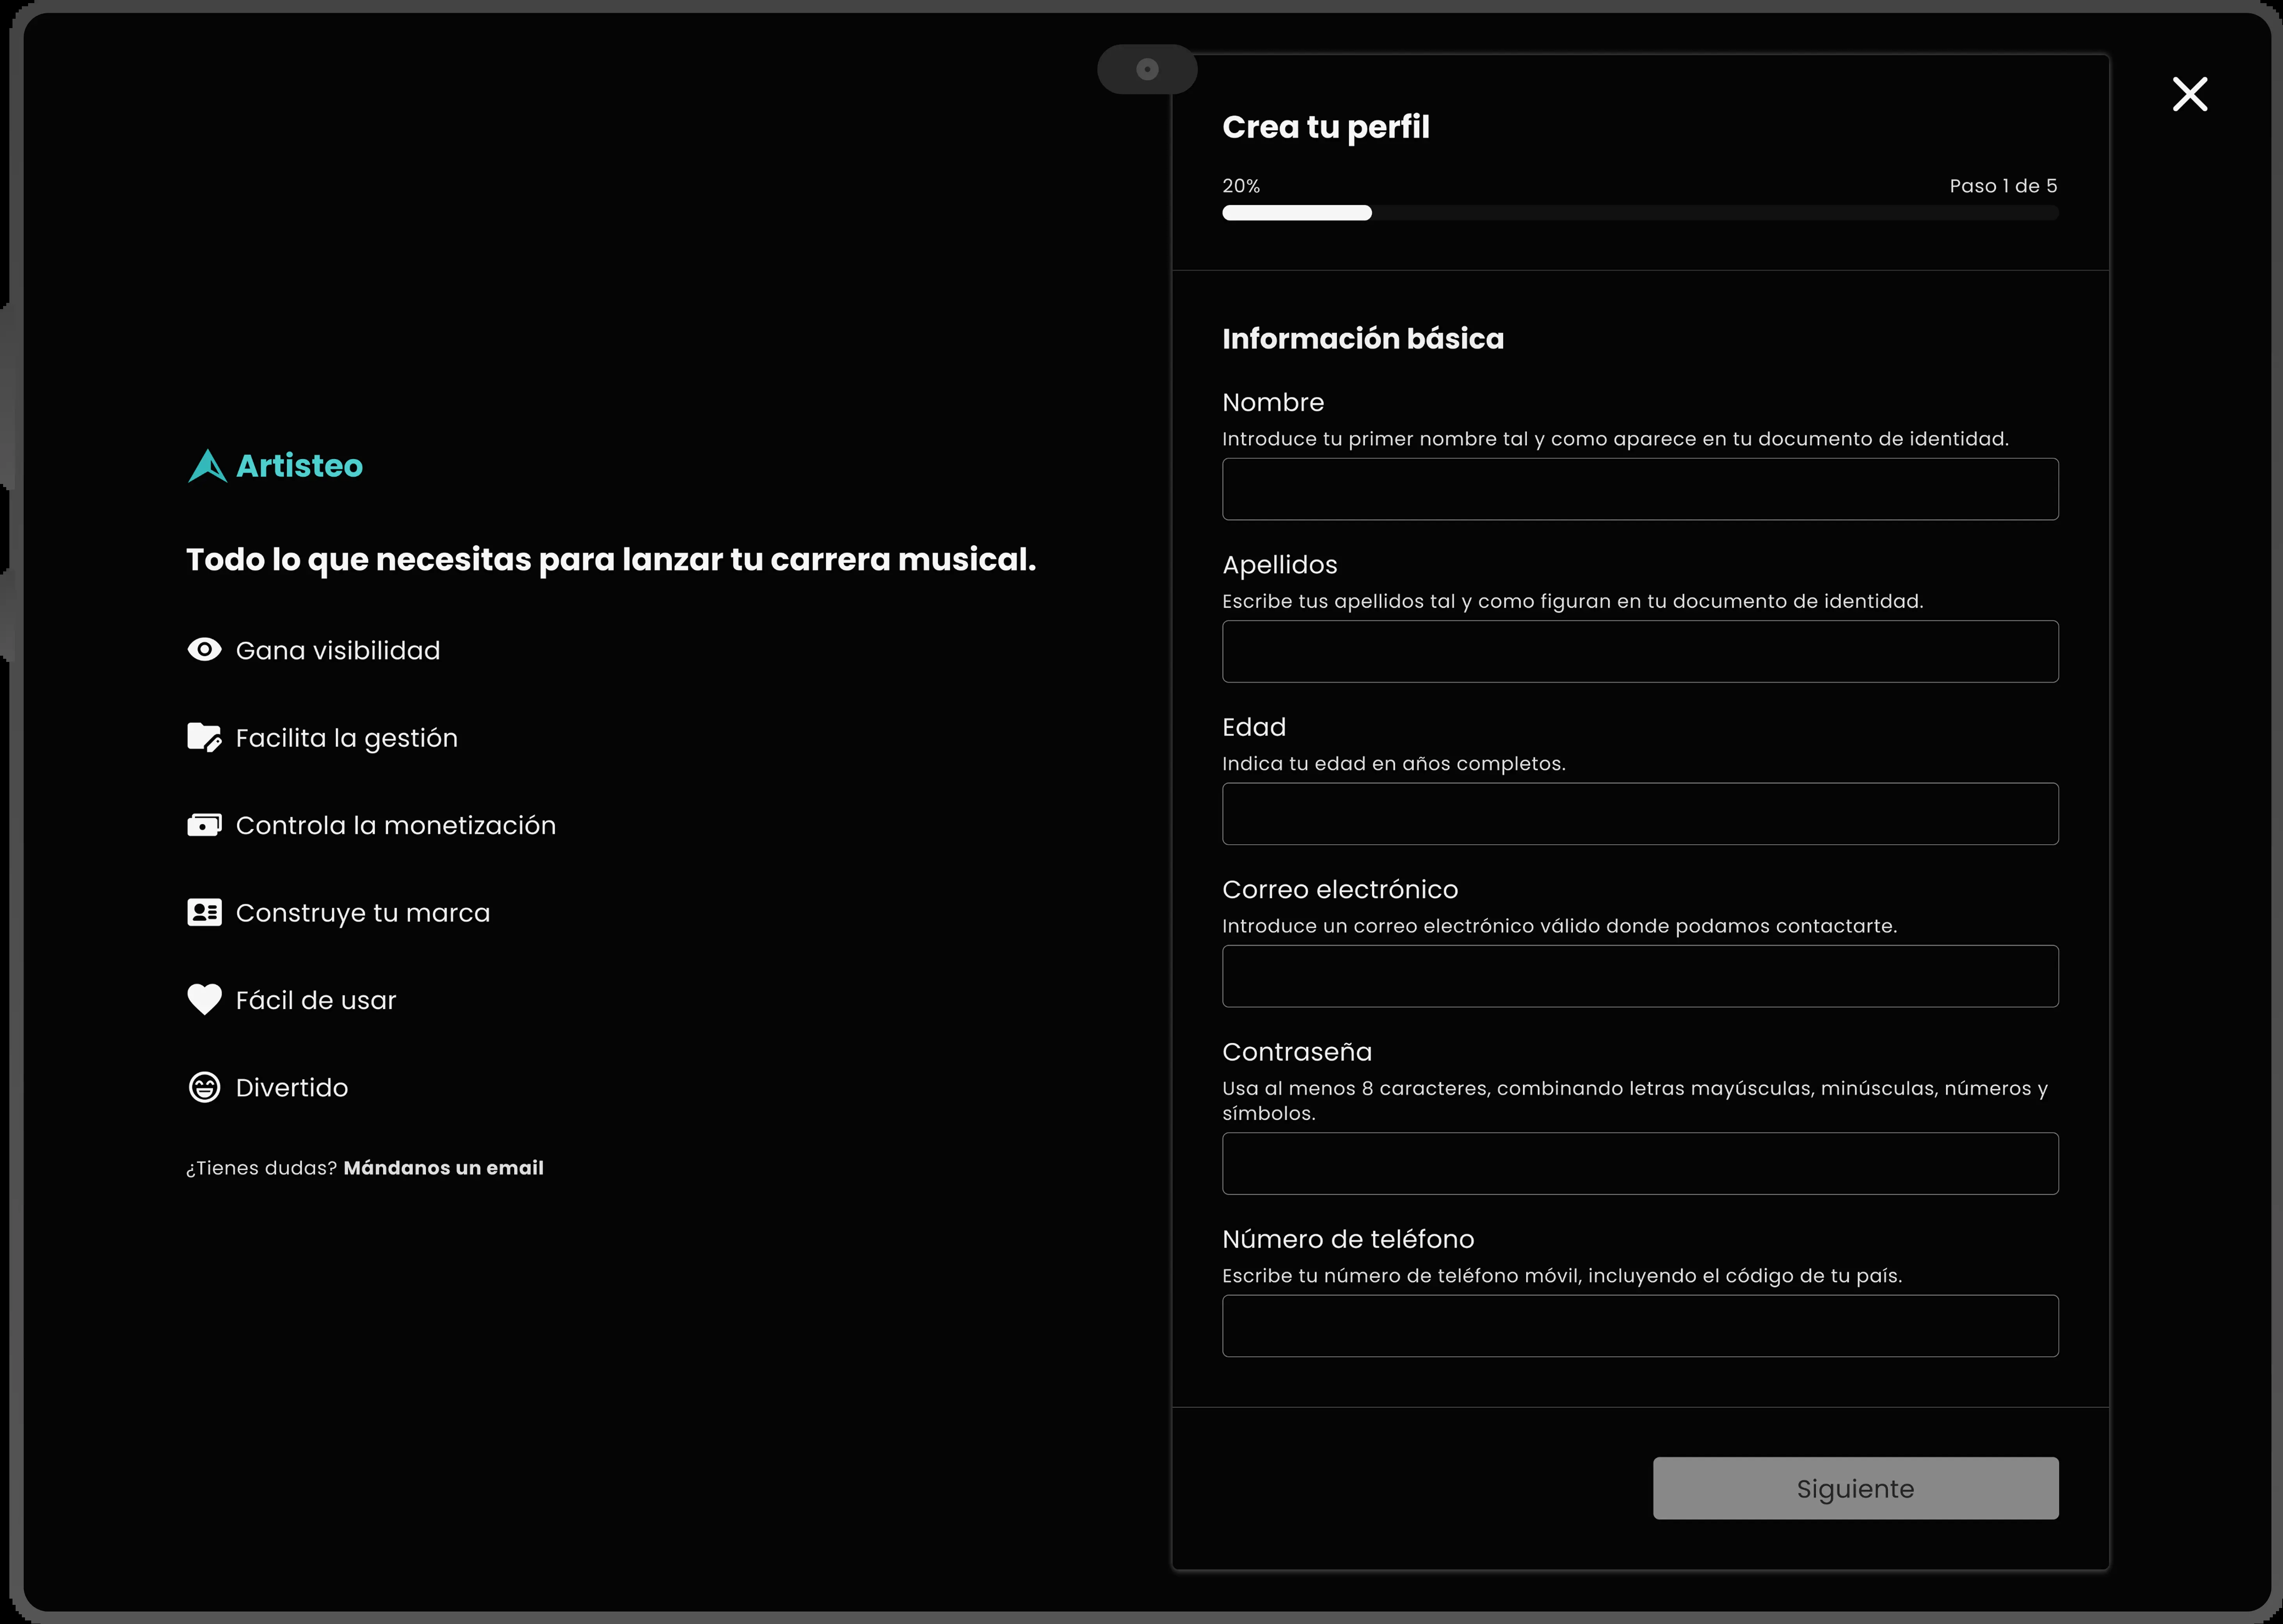 Artisteo
Todo lo que necesitas para lanzar tu carrera musical.
Gana visibilidad
Facilita la gestión
Controla la monetización
Construye tu marca
Fácil de usar
Divertido
¿Tienes dudas? Mándanos un email
Crea tu perfil
20%
Paso 1 de 5
Información básica
Nombre
Introduce tu primer nombre tal y como aparece en tu documento de identidad.
Apellidos
Escribe tus apellidos tal y como figuran en tu documento de identidad.
Edad
Indica tu edad en años completos.
Correo electrónico
Introduce un correo electrónico válido donde podamos contactarte.
Contraseña
Usa al menos 8 caracteres, combinando letras mayúsculas, minúsculas, números y
símbolos.
Número de teléfono
Escribe tu número de teléfono móvil, incluyendo el código de tu país.
Siguiente